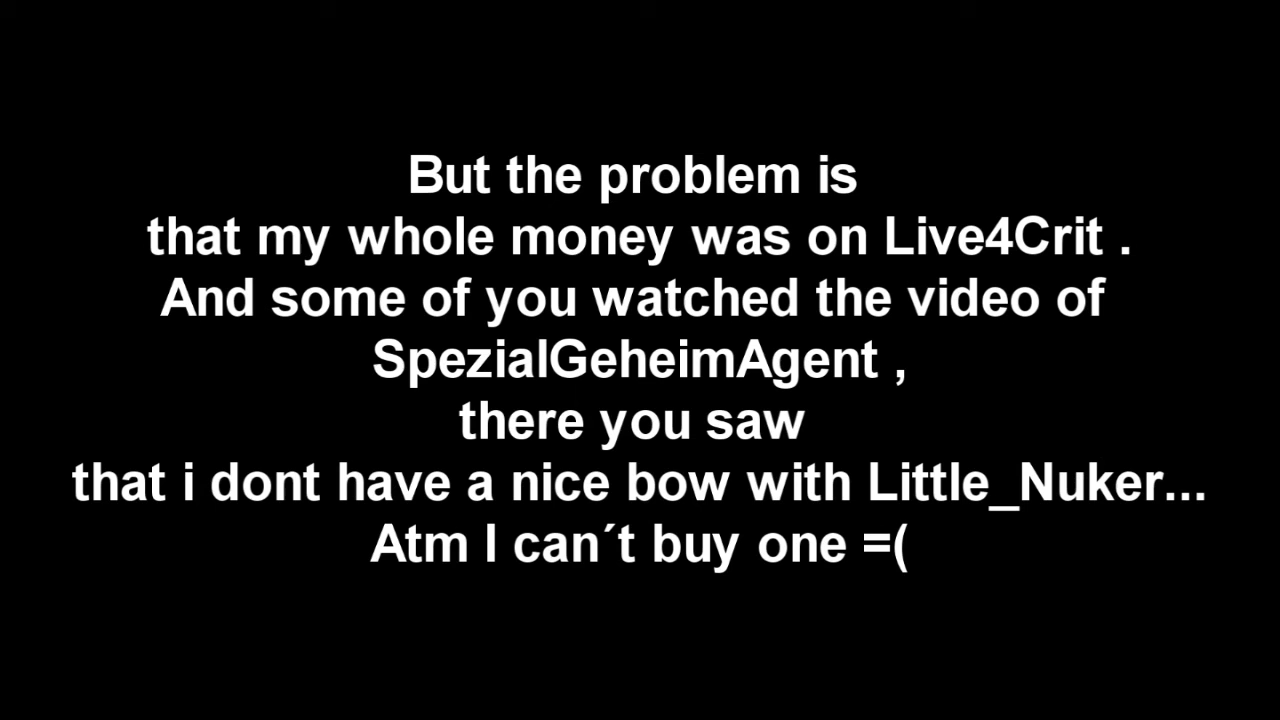 But the problem is
that my whole money was on Live4Crit .
And some of you watched the video of
SpezialGeheimAgent ,
there you saw
that i dont have a nice bow with Little_Nuker...
Atm I can´t buy one =(